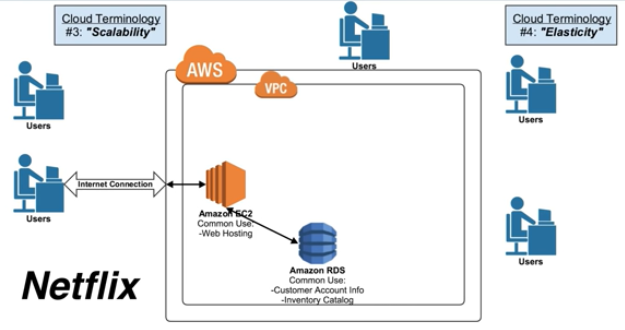 Cloud Terminology
#3: "Scalability"
Cloud Terminology
#4: "Elasticity"
Users
AWS
VPC
Users
Users
Internet Connection
Users
Amazon EC2
Common Use:
-Web Hosting
Amazon RDS
Common Use:
-Customer Account Info
-Inventory Catalog
Users
Netflix